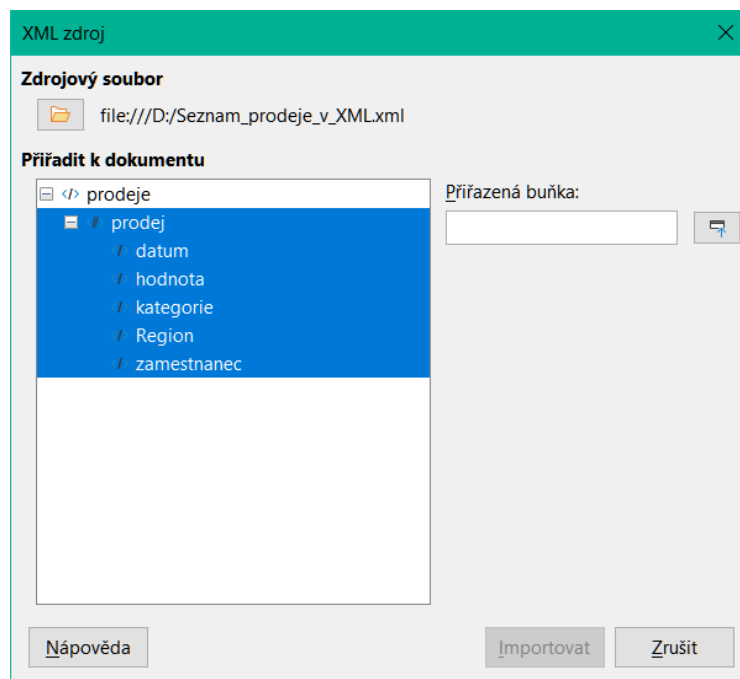 XML zdroj
Zdrojový soubor
file:///D:/Seznam_prodeje_v_XML.xml
Přiřadit k dokumentu
prodeje
Přiřazená buňka:
prodej
datum
hodnota
kategorie
Region
zamestnanec
Nápověda
Importovat
Zrušit